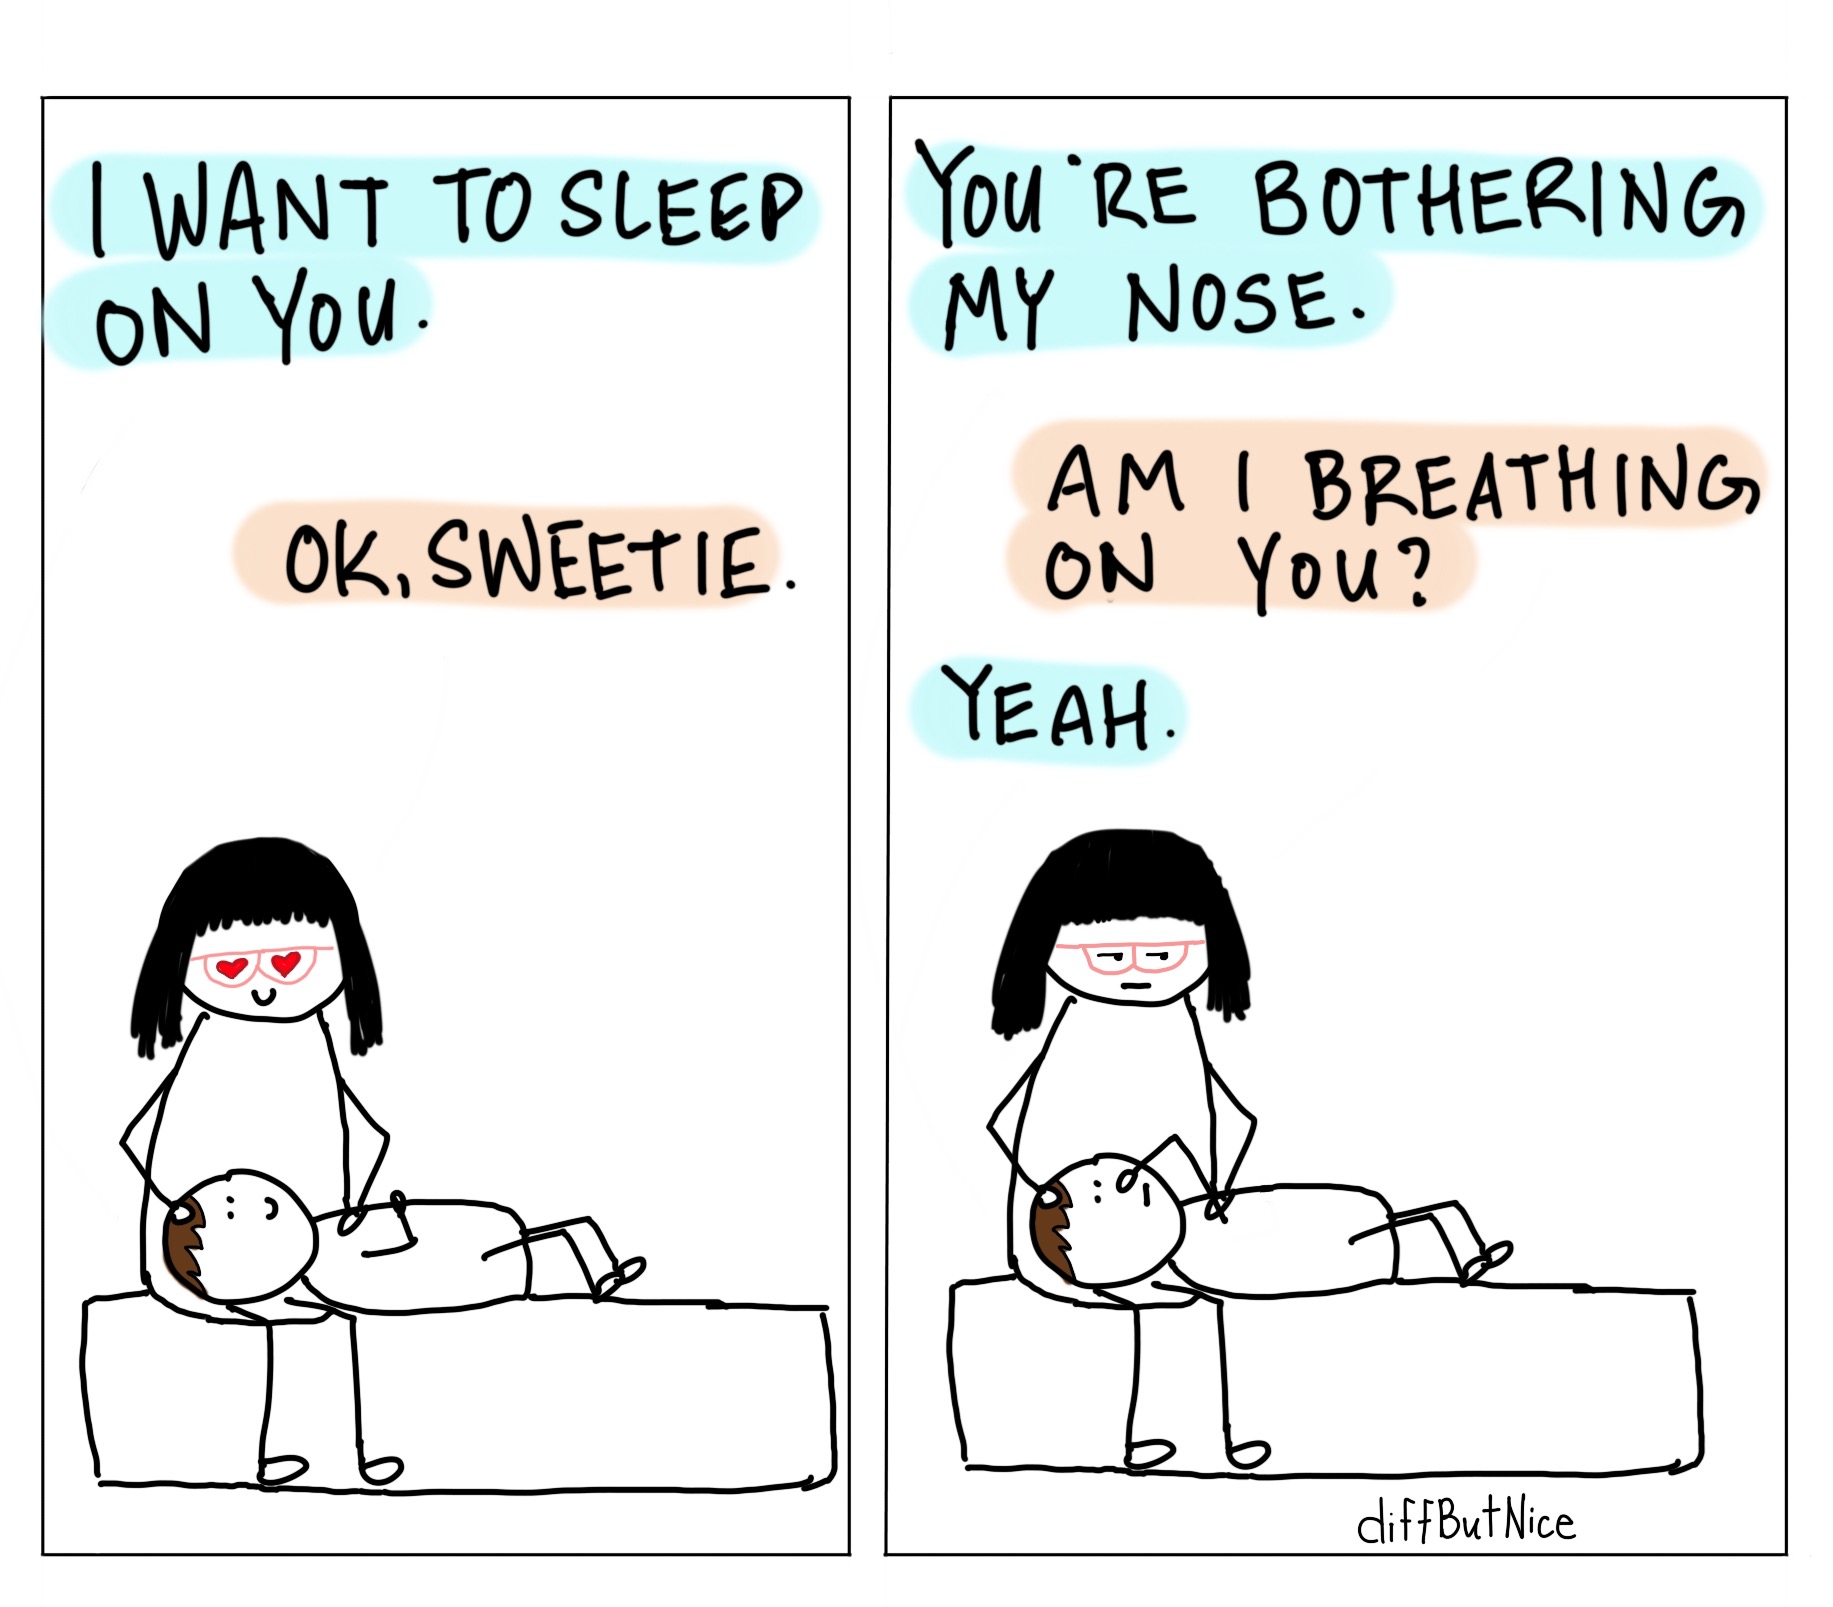 I WANT TO SLEEP
ON YOU.
OK, SWEETIE.
YOU'RE BOTHERING
MY NOSE.
AM I BREATHING
ON YOU?
YEAH.
diffButNice